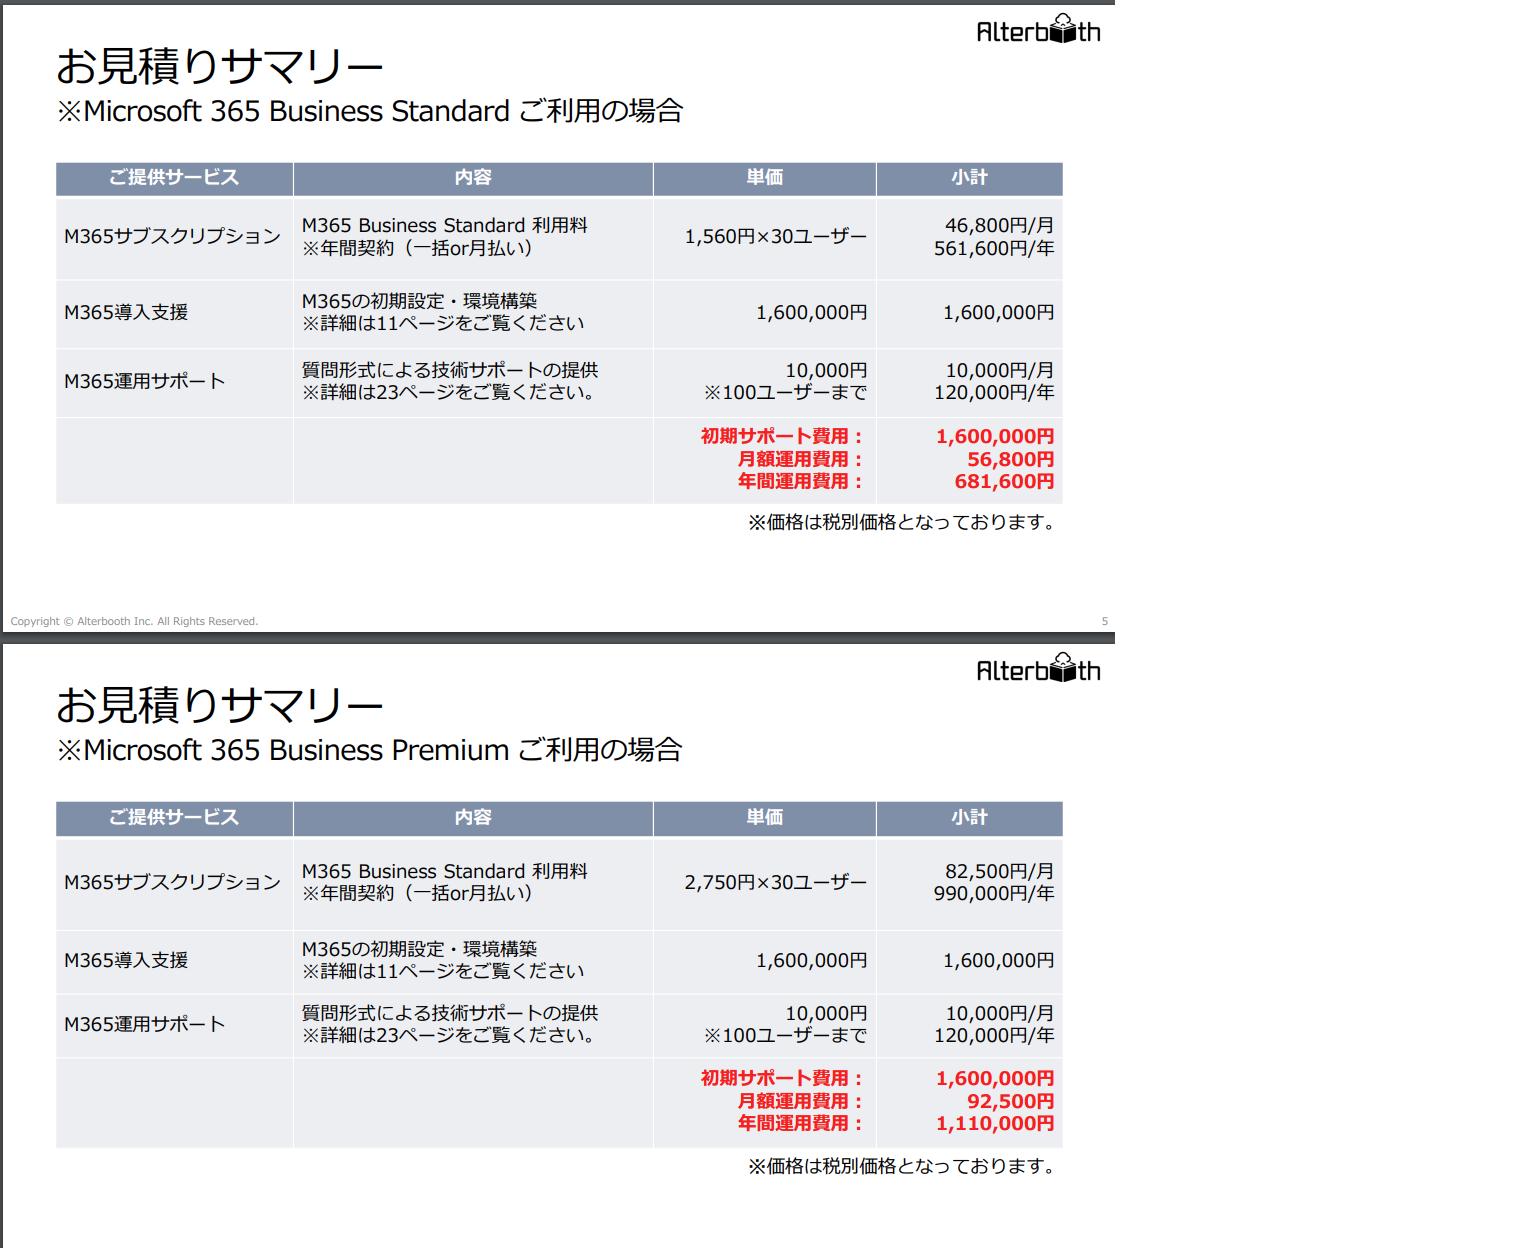 Alterbooth
お見積りサマリー
※Microsoft 365 Business Standard ご利用の場合
ご提供サービス 内容 単価 小計
M365サブスクリプション
M365 Business Standard 利用料
※年間契約（一括or月払い）
1,560円×30ユーザー
46,800円/月
561,600円/年
M365導入支援
M365の初期設定・環境構築
※詳細は11ページをご覧ください
1,600,000円
1,600,000円
M365運用サポート
質問形式による技術サポートの提供
※詳細は23ページをご覧ください。
10,000円
※100ユーザーまで
10,000円/月
120,000円/年
初期サポート費用： 1,600,000円
月額運用費用： 56,800円
年間運用費用： 681,600円
※価格は税別価格となっております。
Copyright © Alterbooth Inc. All Rights Reserved. 5
Alterbooth
お見積りサマリー
※Microsoft 365 Business Premium ご利用の場合
ご提供サービス 内容 単価 小計
M365サブスクリプション
M365 Business Standard 利用料
※年間契約（一括or月払い）
2,750円×30ユーザー
82,500円/月
990,000円/年
M365導入支援
M365の初期設定・環境構築
※詳細は11ページをご覧ください
1,600,000円
1,600,000円
M365運用サポート
質問形式による技術サポートの提供
※詳細は23ページをご覧ください。
10,000円
※100ユーザーまで
10,000円/月
120,000円/年
初期サポート費用： 1,600,000円
月額運用費用： 92,500円
年間運用費用： 1,110,000円
※価格は税別価格となっております。